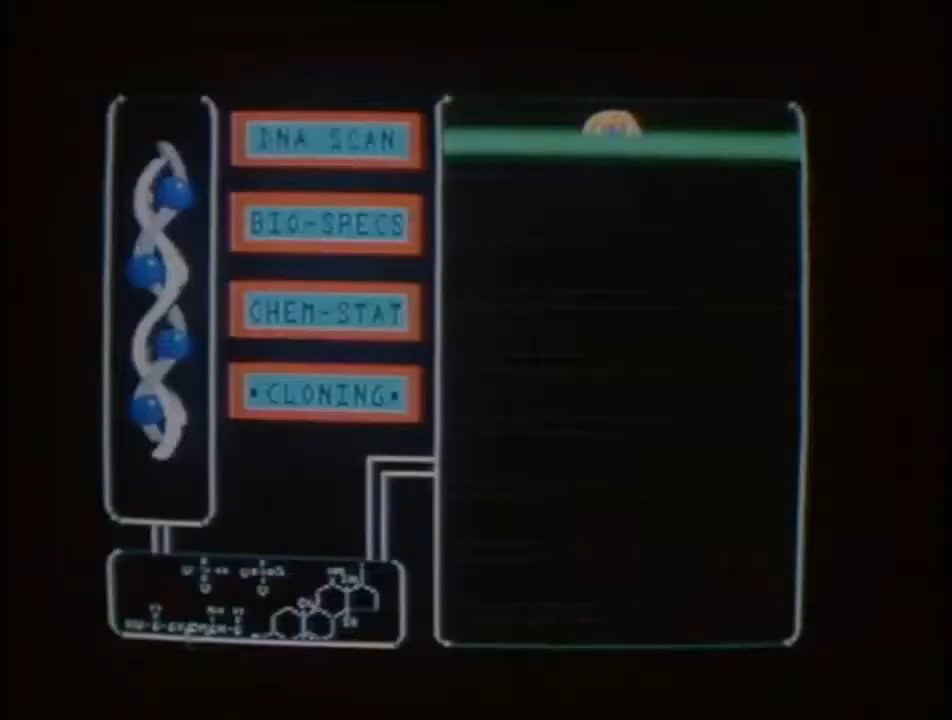 DNA SCAN
BIO-SPECS
CHEM-STAT
•CLONING•